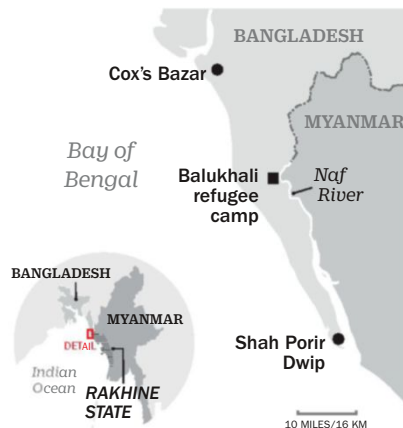 BANGLADESH
Cox's Bazar
MYANMAR
Bay of
Bengal
Balukhali
refugee
camp
Naf
River
BANGLADESH
MYANMAR
DETAIL
Indian
Ocean
RAKHINE
STATE
Shah Porir
Dwip
10 MILES/16 KM